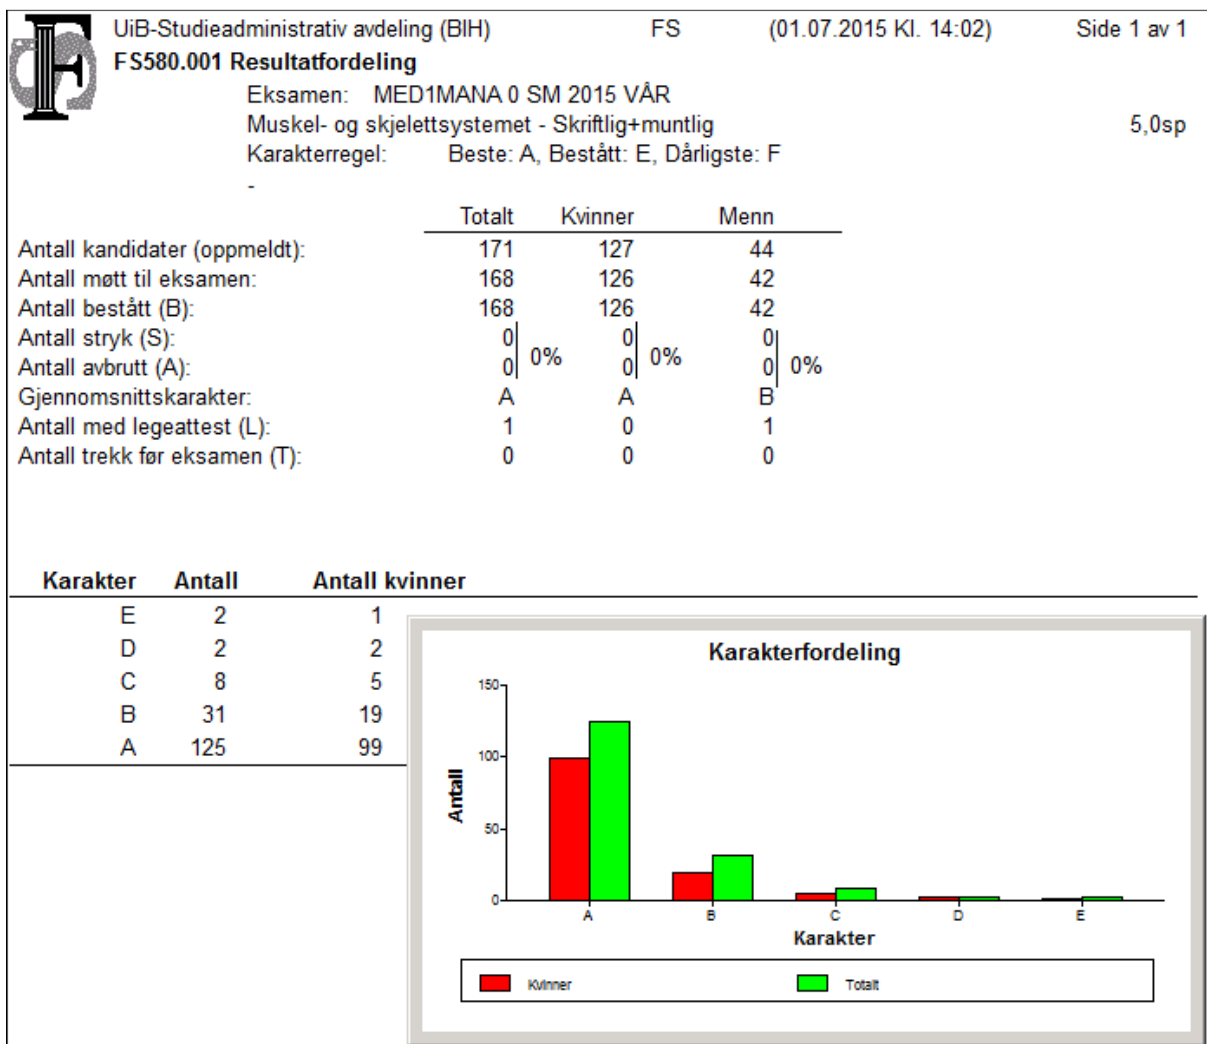 UiB-Studieadministrativ avdeling (BIH) FS (01.07.2015 Kl. 14:02) Side 1 av 1
FS580.001 Resultatfordeling
Eksamen: MED1MANA 0 SM 2015 VÅR
Muskel- og skjelettsystemet - Skriftlig+muntlig 5,0sp
Karakterregel: Beste: A, Bestått: E, Dårligste: F
-
Totalt Kvinner Menn
Antall kandidater (oppmeldt): 171 127 44
Antall møtt til eksamen: 168 126 42
Antall bestått (B): 168 126 42
Antall stryk (S): 0 0 0
0% 0% 0%
Antall avbrutt (A): 0 0 0
Gjennomsnittskarakter: A A B
Antall med legeattest (L): 1 0 1
Antall trekk før eksamen (T): 0 0 0
Karakter Antall Antall kvinner
E 2 1
D 2 2
C 8 5
B 31 19
A 125 99
Karakterfordeling
150
100
50
0
Antall
A B C D E
Karakter
Kvinner Totalt